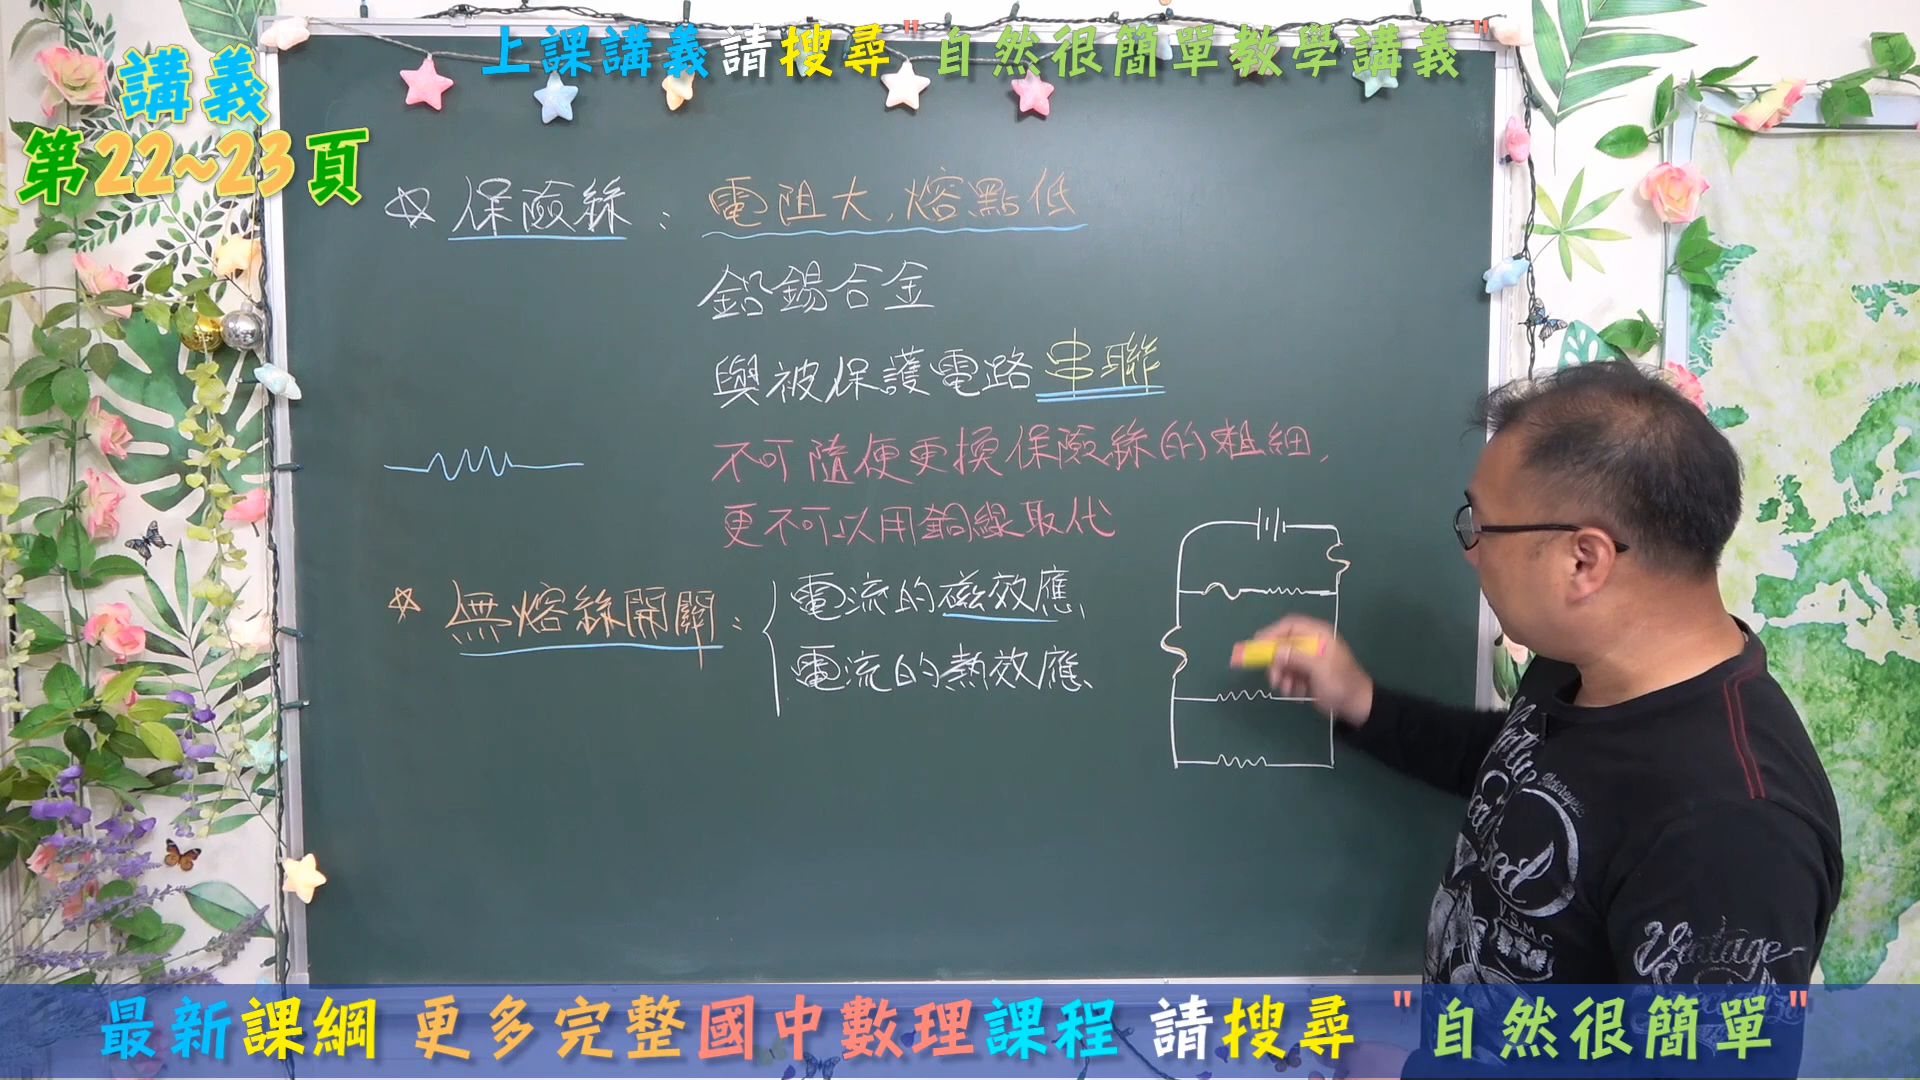 上課講義請搜尋"自然很簡單教學講義"
講義
第22~23頁
☆保險絲：電阻大,熔點低
鉛錫合金
與被保護電路串聯
不可隨便更換保險絲的粗細,
更不可以用銅線取代
☆無熔絲開關：電流的磁效應
電流的熱效應
Vintage
最新課綱 更多完整國中數理課程 請搜尋"自然很簡單"